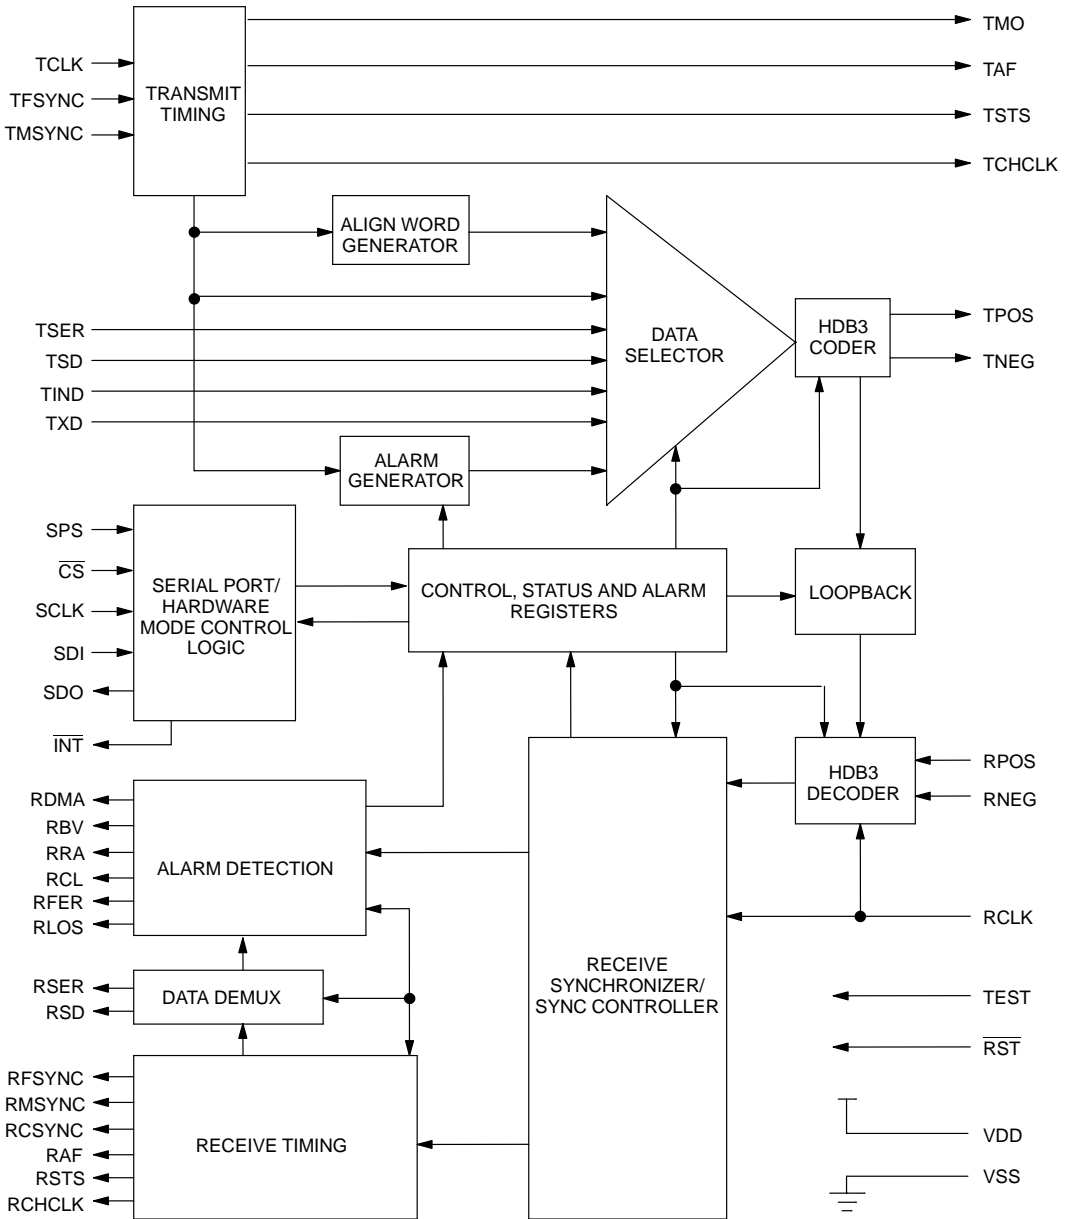 TMO
TCLK
TAF
TRANSMIT
TIMING
TFSYNC
TSTS
TMSYNC
TCHCLK
ALIGN WORD
GENERATOR
TSER
TSD
TIND
TXD
DATA
SELECTOR
HDB3
CODER
TPOS
TNEG
ALARM
GENERATOR
SPS
C̅S̅
SCLK
SDI
SDO
I̅N̅T̅
SERIAL PORT/
HARDWARE
MODE CONTROL
LOGIC
CONTROL, STATUS AND ALARM
REGISTERS
LOOPBACK
HDB3
DECODER
RPOS
RNEG
RDMA
RBV
RRA
RCL
RFER
RLOS
ALARM DETECTION
RCLK
RECEIVE
SYNCHRONIZER/
SYNC CONTROLLER
RSER
RSD
DATA DEMUX
TEST
R̅S̅T̅
RFSYNC
RMSYNC
RCSYNC
RAF
RSTS
RCHCLK
RECEIVE TIMING
VDD
VSS